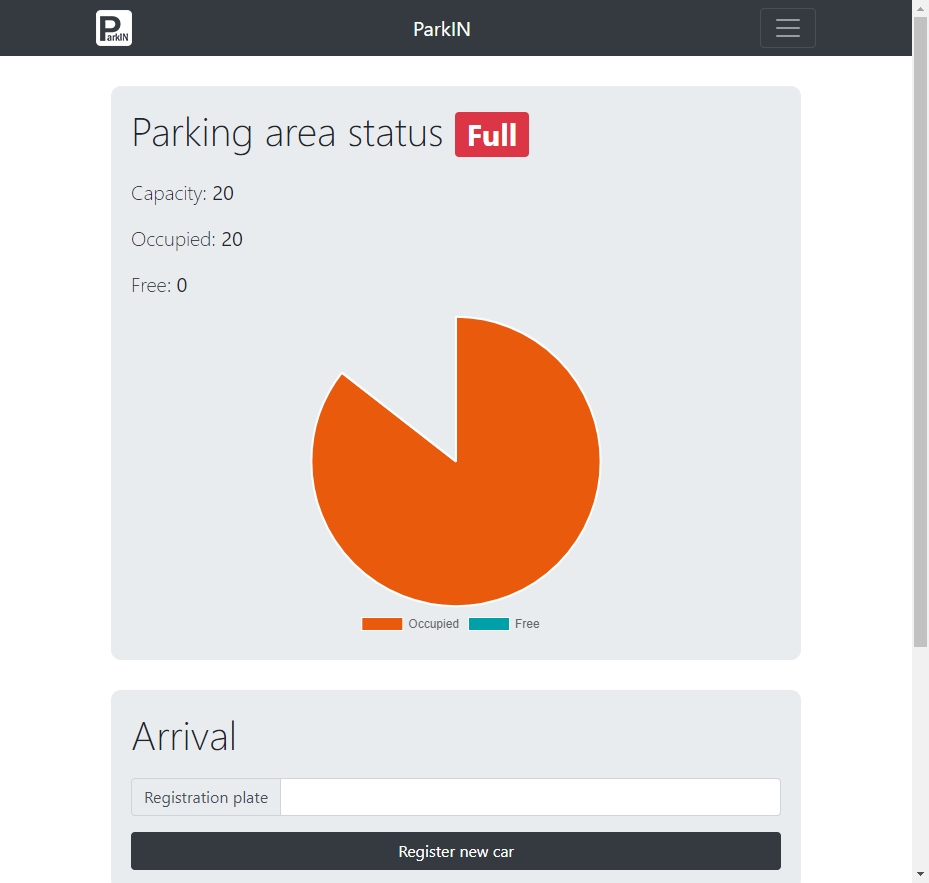 ParkIN
ParkIN
Parking area status Full
Capacity: 20
Occupied: 20
Free: 0
Occupied Free
Arrival
Registration plate
Register new car